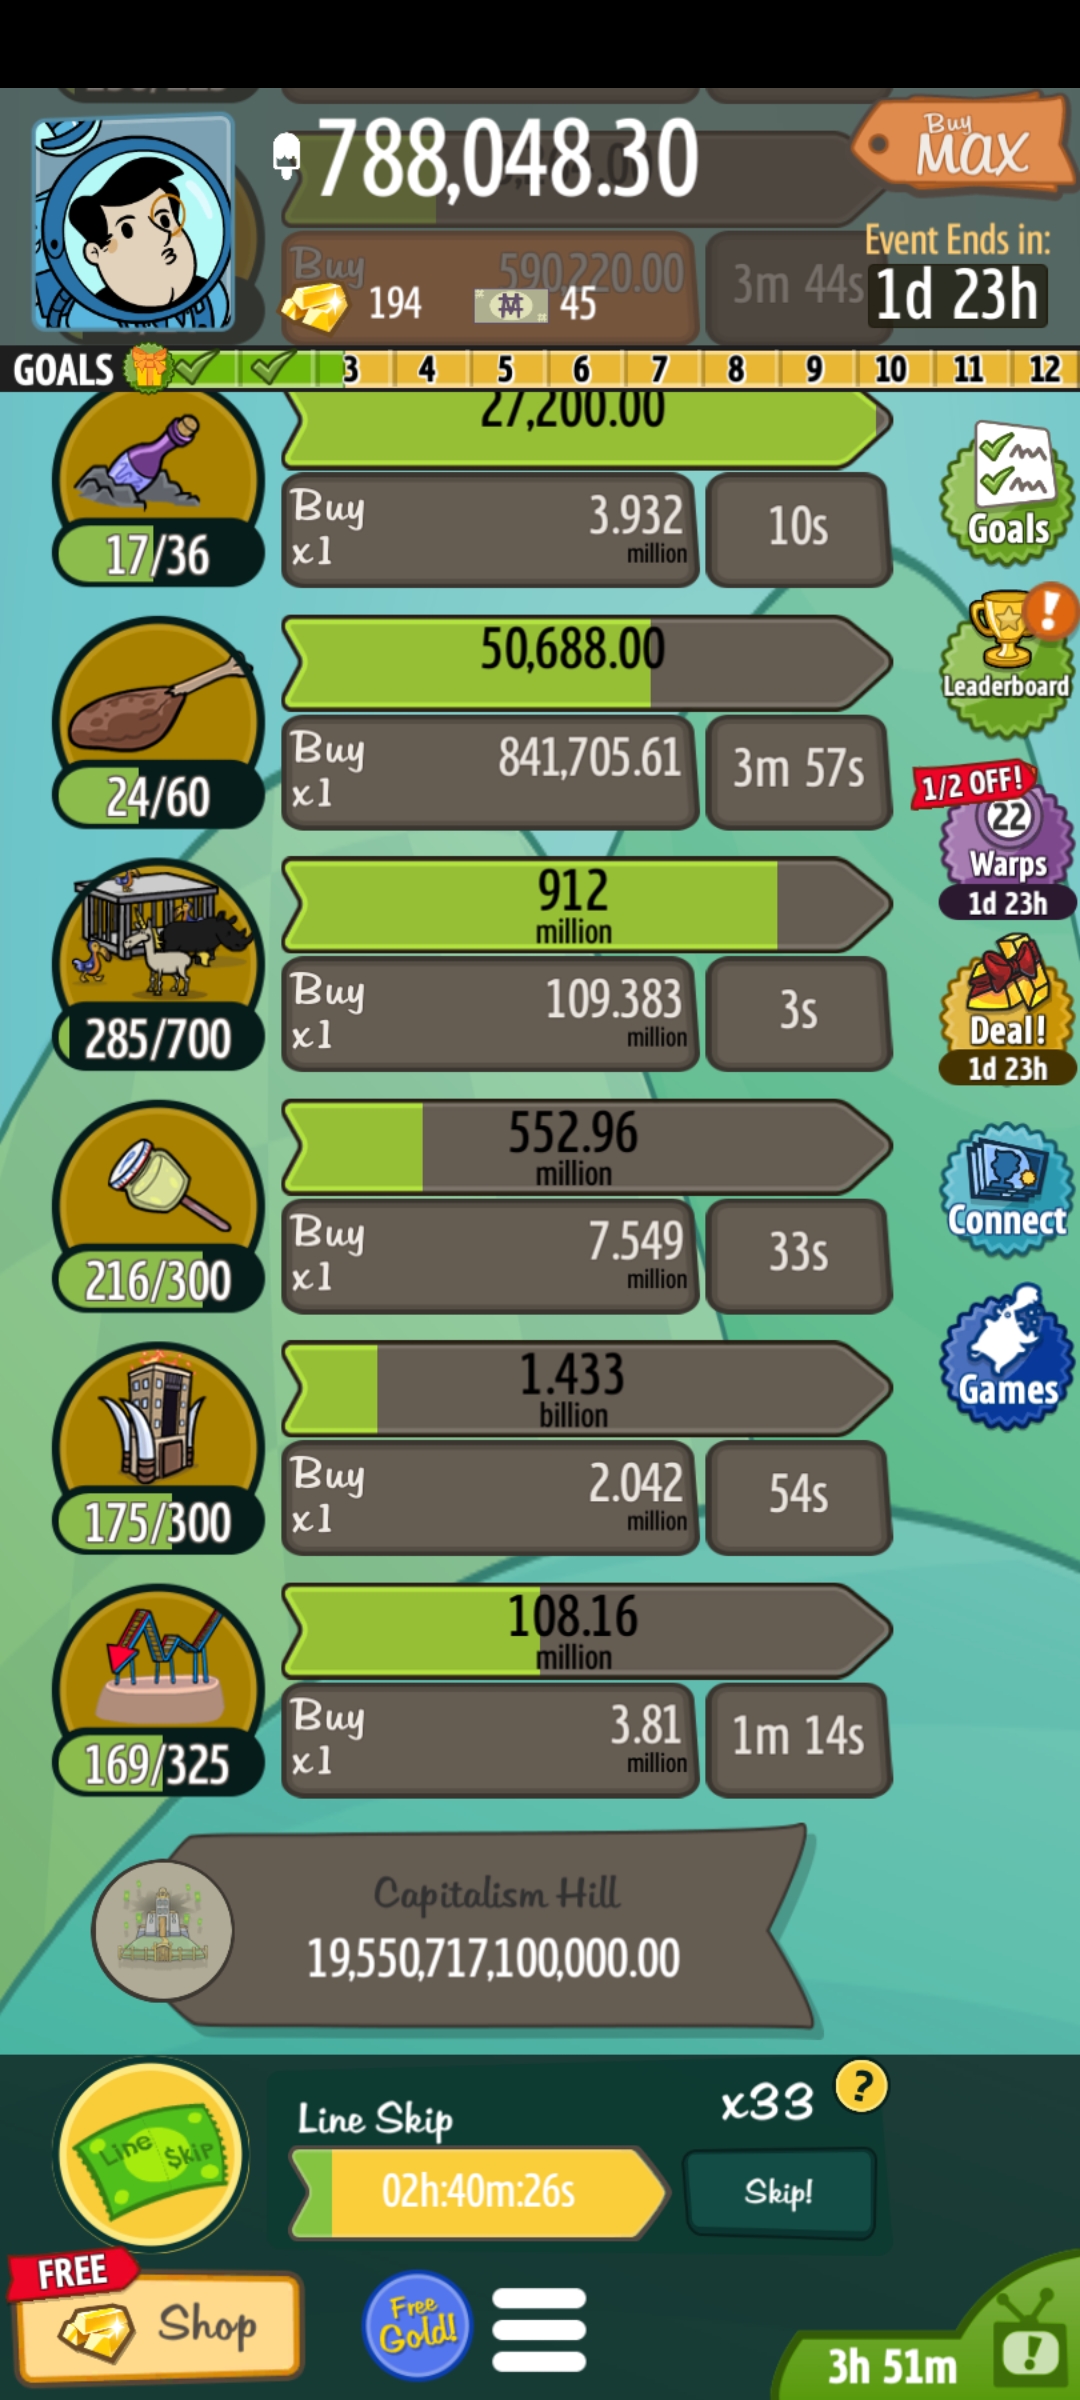 788,048.30
Buy
MAX
Buy
590,220.00
3m 44s
194
45
Event Ends in:
1d 23h
GOALS
3
4
5
6
7
8
9
10
11
12
27,200.00
Buy
x1
3.932
million
10s
17/36
Goals
50,688.00
Buy
x1
841,705.61
3m 57s
24/60
Leaderboard
1/2 OFF!
22
Warps
1d 23h
912
million
Buy
x1
109.383
million
3s
285/700
Deal!
1d 23h
552.96
million
Buy
x1
7.549
million
33s
216/300
Connect
1.433
billion
Buy
x1
2.042
million
54s
175/300
Games
108.16
million
Buy
x1
3.81
million
1m 14s
169/325
Capitalism Hill
19,550,717,100,000.00
Line Skip
Line $kip
x33
?
02h:40m:26s
Skip!
FREE
Shop
Free
Gold!
3h 51m